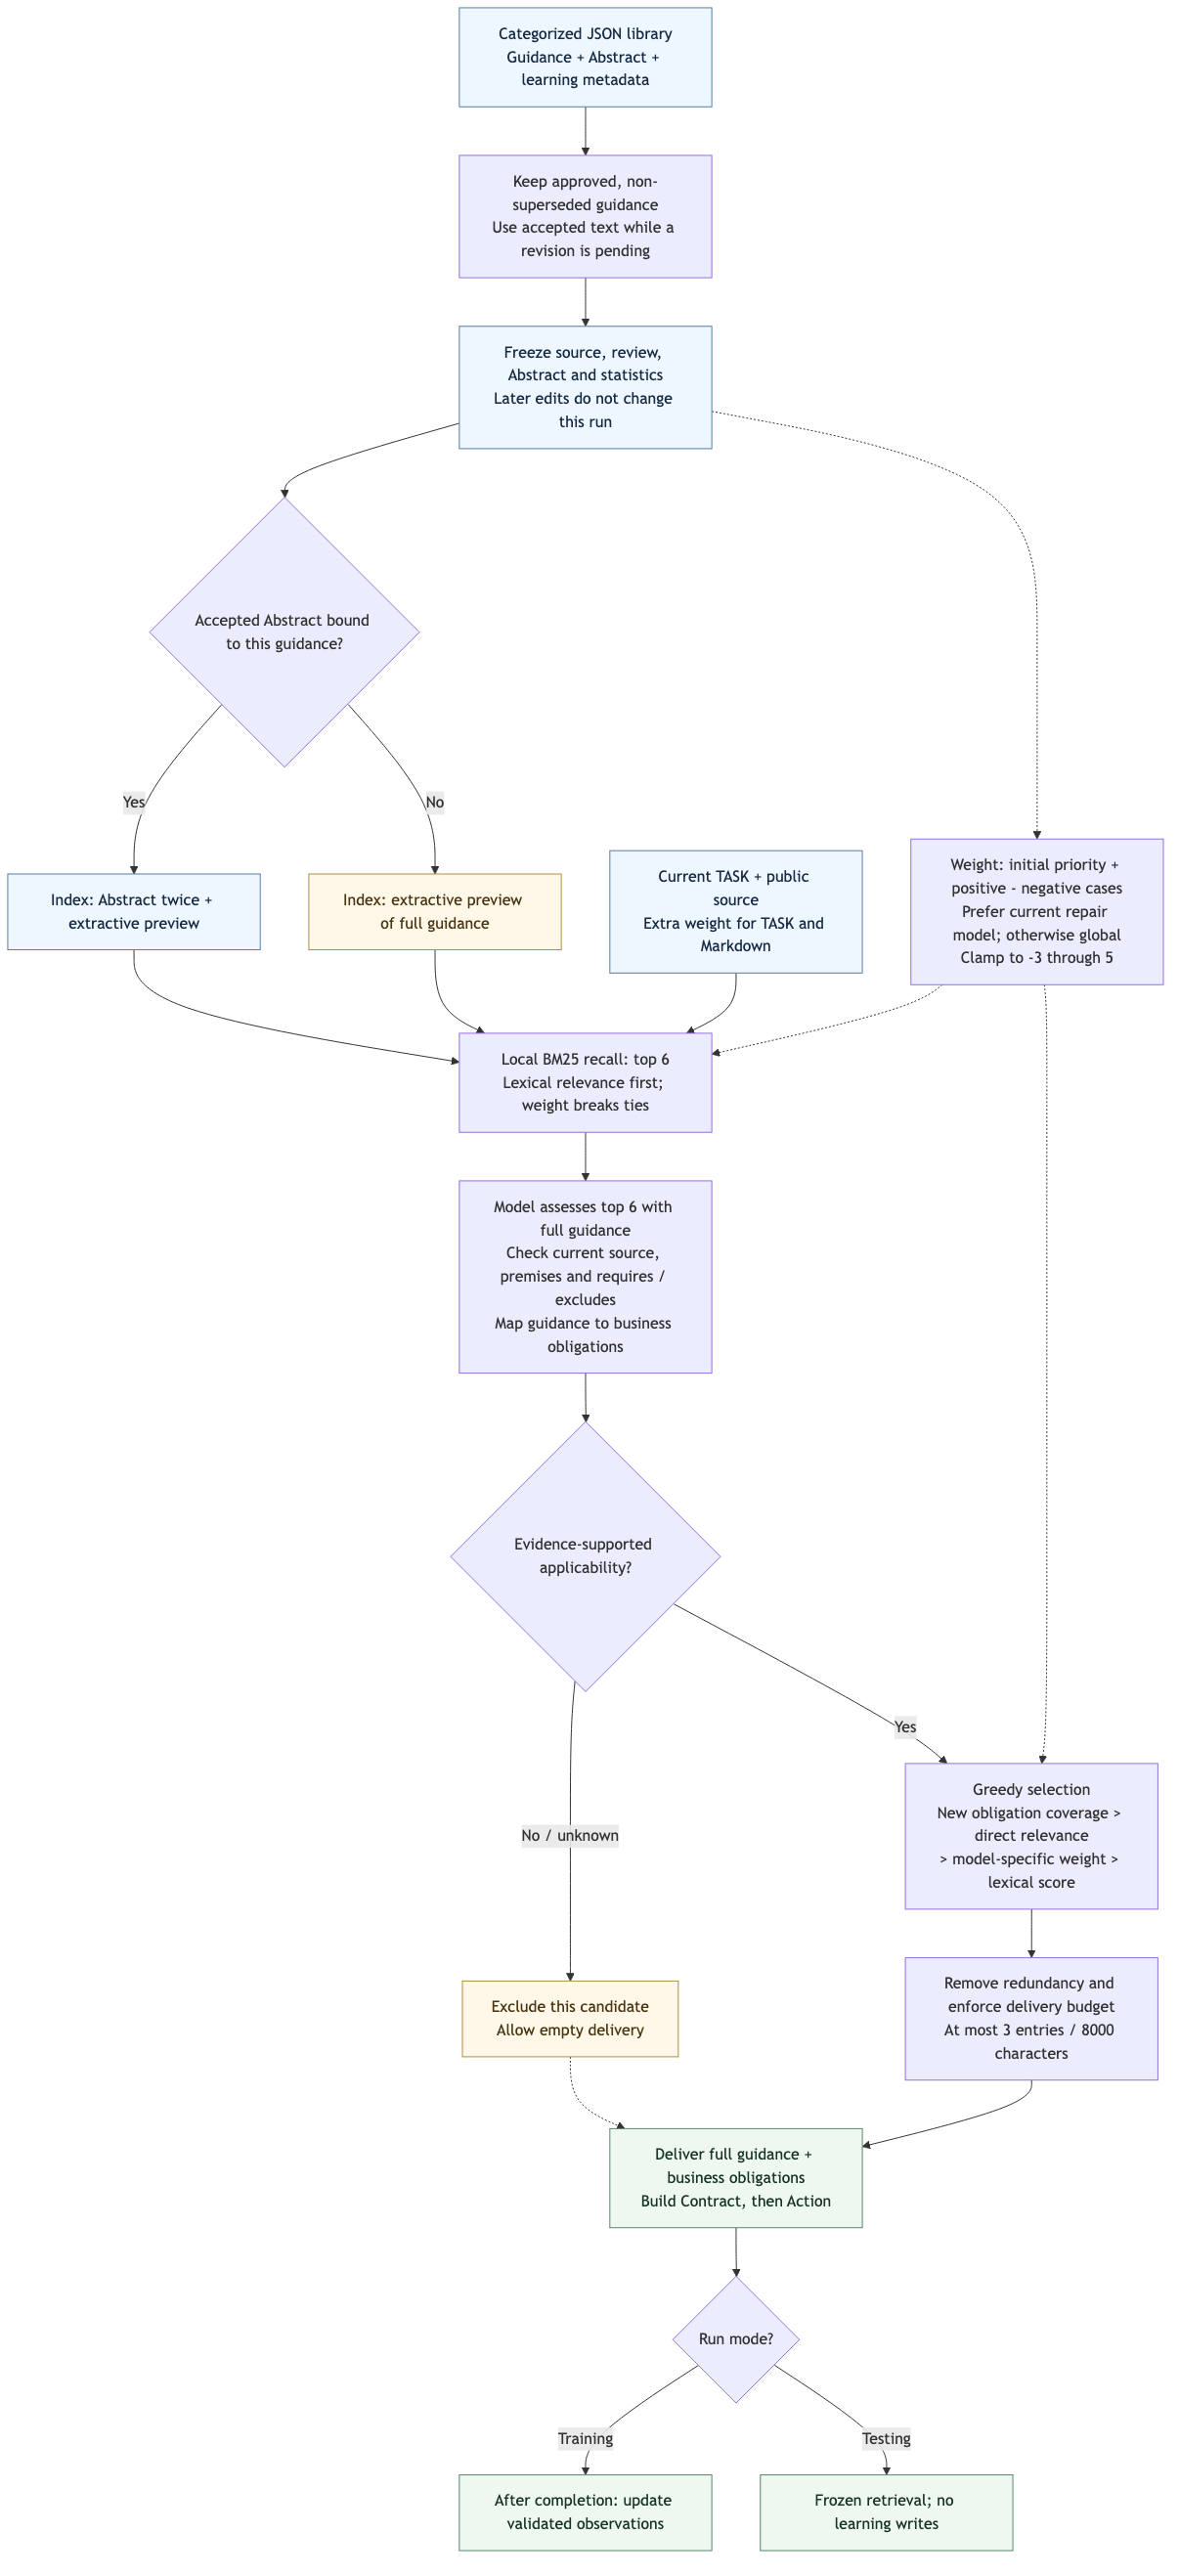 Categorized JSON library
Guidance + Abstract +
learning metadata
Keep approved, non-
superseded guidance
Use accepted text while a
revision is pending
Freeze source, review,
Abstract and statistics
Later edits do not change
this run
Accepted Abstract bound
to this guidance?
Yes
No
Index: Abstract twice +
extractive preview
Index: extractive preview
of full guidance
Current TASK + public
source
Extra weight for TASK and
Markdown
Weight: initial priority +
positive - negative cases
Prefer current repair
model; otherwise global
Clamp to -3 through 5
Local BM25 recall: top 6
Lexical relevance first;
weight breaks ties
Model assesses top 6 with
full guidance
Check current source,
premises and requires /
excludes
Map guidance to business
obligations
Evidence-supported
applicability?
Yes
No / unknown
Greedy selection
New obligation coverage >
direct relevance
> model-specific weight >
lexical score
Remove redundancy and
enforce delivery budget
At most 3 entries / 8000
characters
Exclude this candidate
Allow empty delivery
Deliver full guidance +
business obligations
Build Contract, then Action
Run mode?
Training
Testing
After completion: update
validated observations
Frozen retrieval; no
learning writes